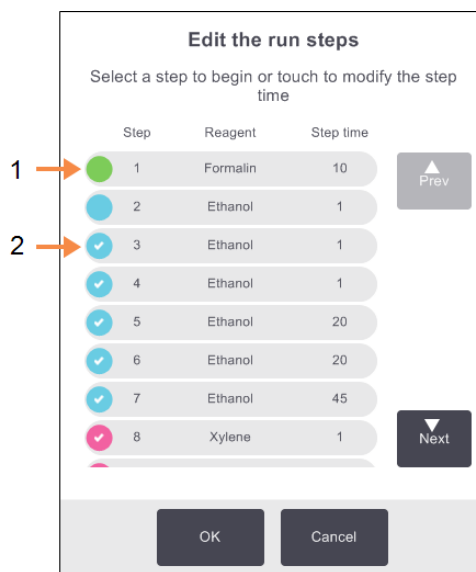 Edit the run steps
Select a step to begin or touch to modify the step
time
Step Reagent Step time
1 1 Formalin 10
Prev
2 Ethanol 1
2 3 Ethanol 1
4 Ethanol 1
5 Ethanol 20
6 Ethanol 20
7 Ethanol 45
8 Xylene 1
Next
OK Cancel